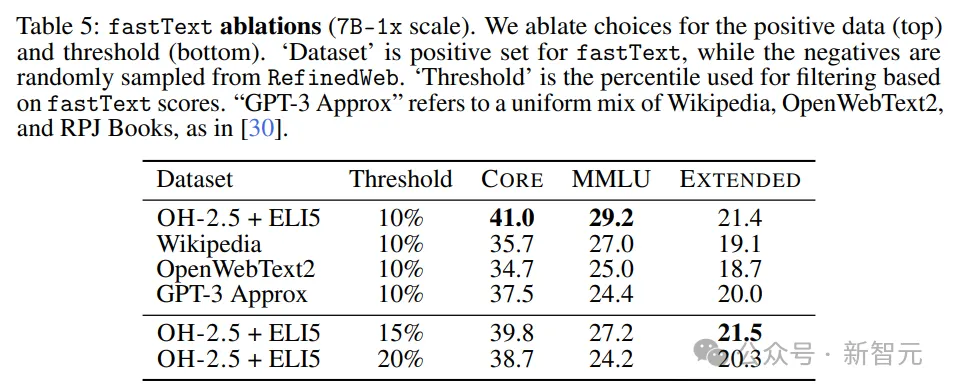 Table 5: fastText ablations (7B-1x scale). We ablate choices for the positive data (top)
and threshold (bottom). ‘Dataset’ is positive set for fastText, while the negatives are
randomly sampled from RefinedWeb. ‘Threshold’ is the percentile used for filtering based
on fastText scores. “GPT-3 Approx” refers to a uniform mix of Wikipedia, OpenWebText2,
and RPJ Books, as in [30].
Dataset Threshold CORE MMLU EXTENDED
OH-2.5 + ELI5 10% 41.0 29.2 21.4
Wikipedia 10% 35.7 27.0 19.1
OpenWebText2 10% 34.7 25.0 18.7
GPT-3 Approx 10% 37.5 24.4 20.0
OH-2.5 + ELI5 15% 39.8 27.2 21.5
OH-2.5 + ELI5 20% 38.7 24.2 20.3
公众号 · 新智元